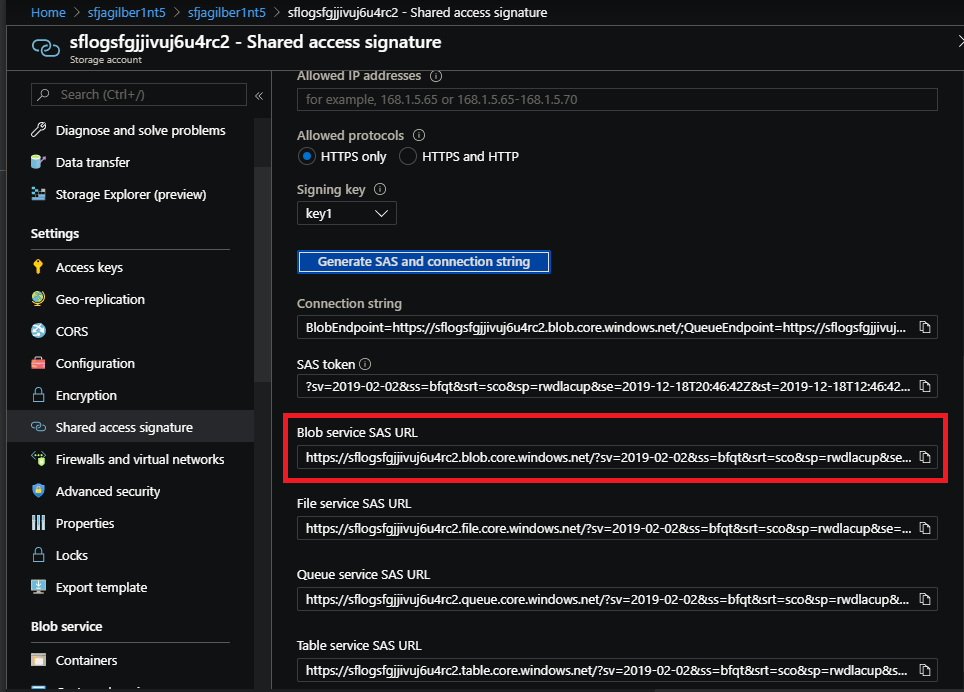 Home > sfjagilber1nt5 > sfjagilber1nt5 > sflogsfgjjivuj6u4rc2 - Shared access signature
sflogsfgjjivuj6u4rc2 - Shared access signature
Storage account
Search (Ctrl+/)
«
Diagnose and solve problems
Data transfer
Storage Explorer (preview)
Settings
Access keys
Geo-replication
CORS
Configuration
Encryption
Shared access signature
Firewalls and virtual networks
Advanced security
Properties
Locks
Export template
Blob service
Containers
Allowed IP addresses
for example, 168.1.5.65 or 168.1.5.65-168.1.5.70
Allowed protocols
HTTPS only HTTPS and HTTP
Signing key
key1
Generate SAS and connection string
Connection string
BlobEndpoint=https://sflogsfgjjivuj6u4rc2.blob.core.windows.net/;QueueEndpoint=https://sflogsfgjjivuj...
SAS token
?sv=2019-02-02&ss=bfqt&srt=sco&sp=rwdlacup&se=2019-12-18T20:46:42Z&st=2019-12-18T12:46:42...
Blob service SAS URL
https://sflogsfgjjivuj6u4rc2.blob.core.windows.net/?sv=2019-02-02&ss=bfqt&srt=sco&sp=rwdlacup&se...
File service SAS URL
https://sflogsfgjjivuj6u4rc2.file.core.windows.net/?sv=2019-02-02&ss=bfqt&srt=sco&sp=rwdlacup&se=...
Queue service SAS URL
https://sflogsfgjjivuj6u4rc2.queue.core.windows.net/?sv=2019-02-02&ss=bfqt&srt=sco&sp=rwdlacup&...
Table service SAS URL
https://sflogsfgjjivuj6u4rc2.table.core.windows.net/?sv=2019-02-02&ss=bfqt&srt=sco&sp=rwdlacup&s...